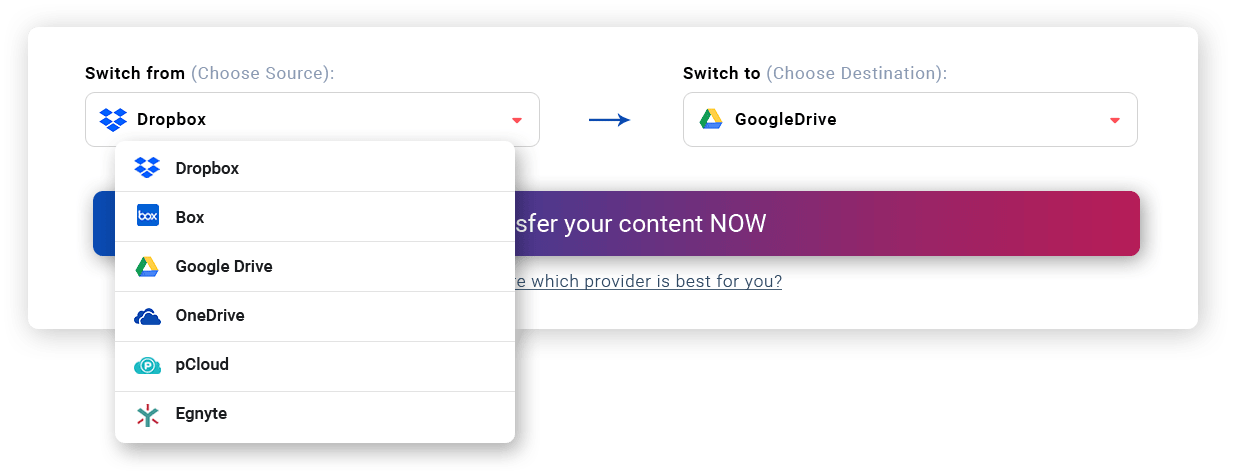 Switch from (Choose Source):
Dropbox
Switch to (Choose Destination):
GoogleDrive
Dropbox
box
Box
Google Drive
OneDrive
P
pCloud
Egnyte
sfer your content NOW
e which provider is best for you?